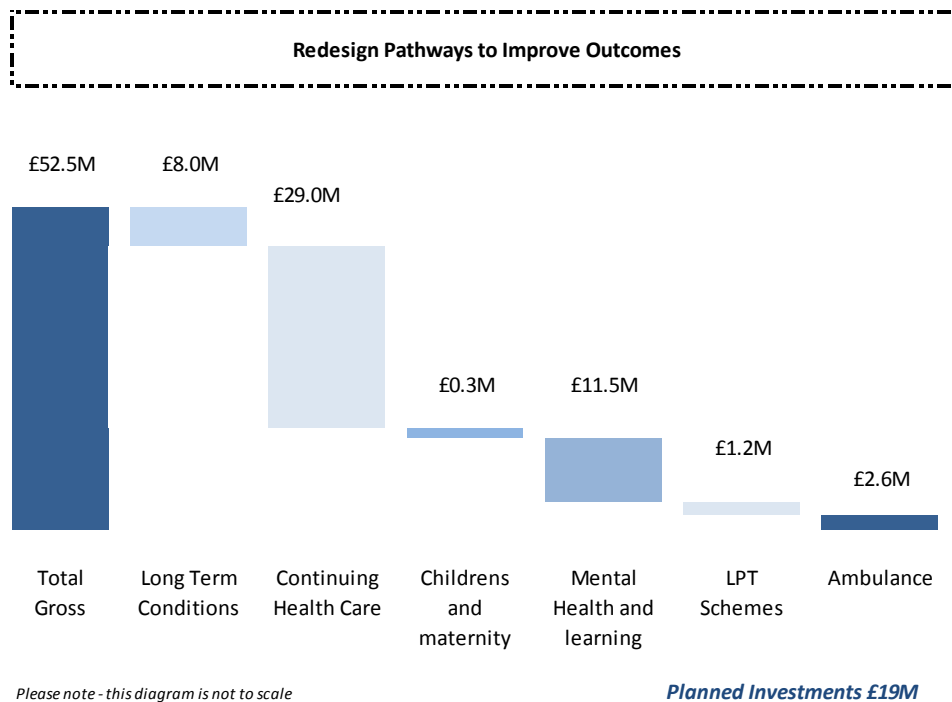 Redesign Pathways to Improve Outcomes
£52.5M
£8.0M
£29.0M
£0.3M
£11.5M
£1.2M
£2.6M
Total
Gross
Long Term
Conditions
Continuing
Health Care
Childrens
and
maternity
Mental
Health and
learning
LPT
Schemes
Ambulance
Please note - this diagram is not to scale
Planned Investments £19M